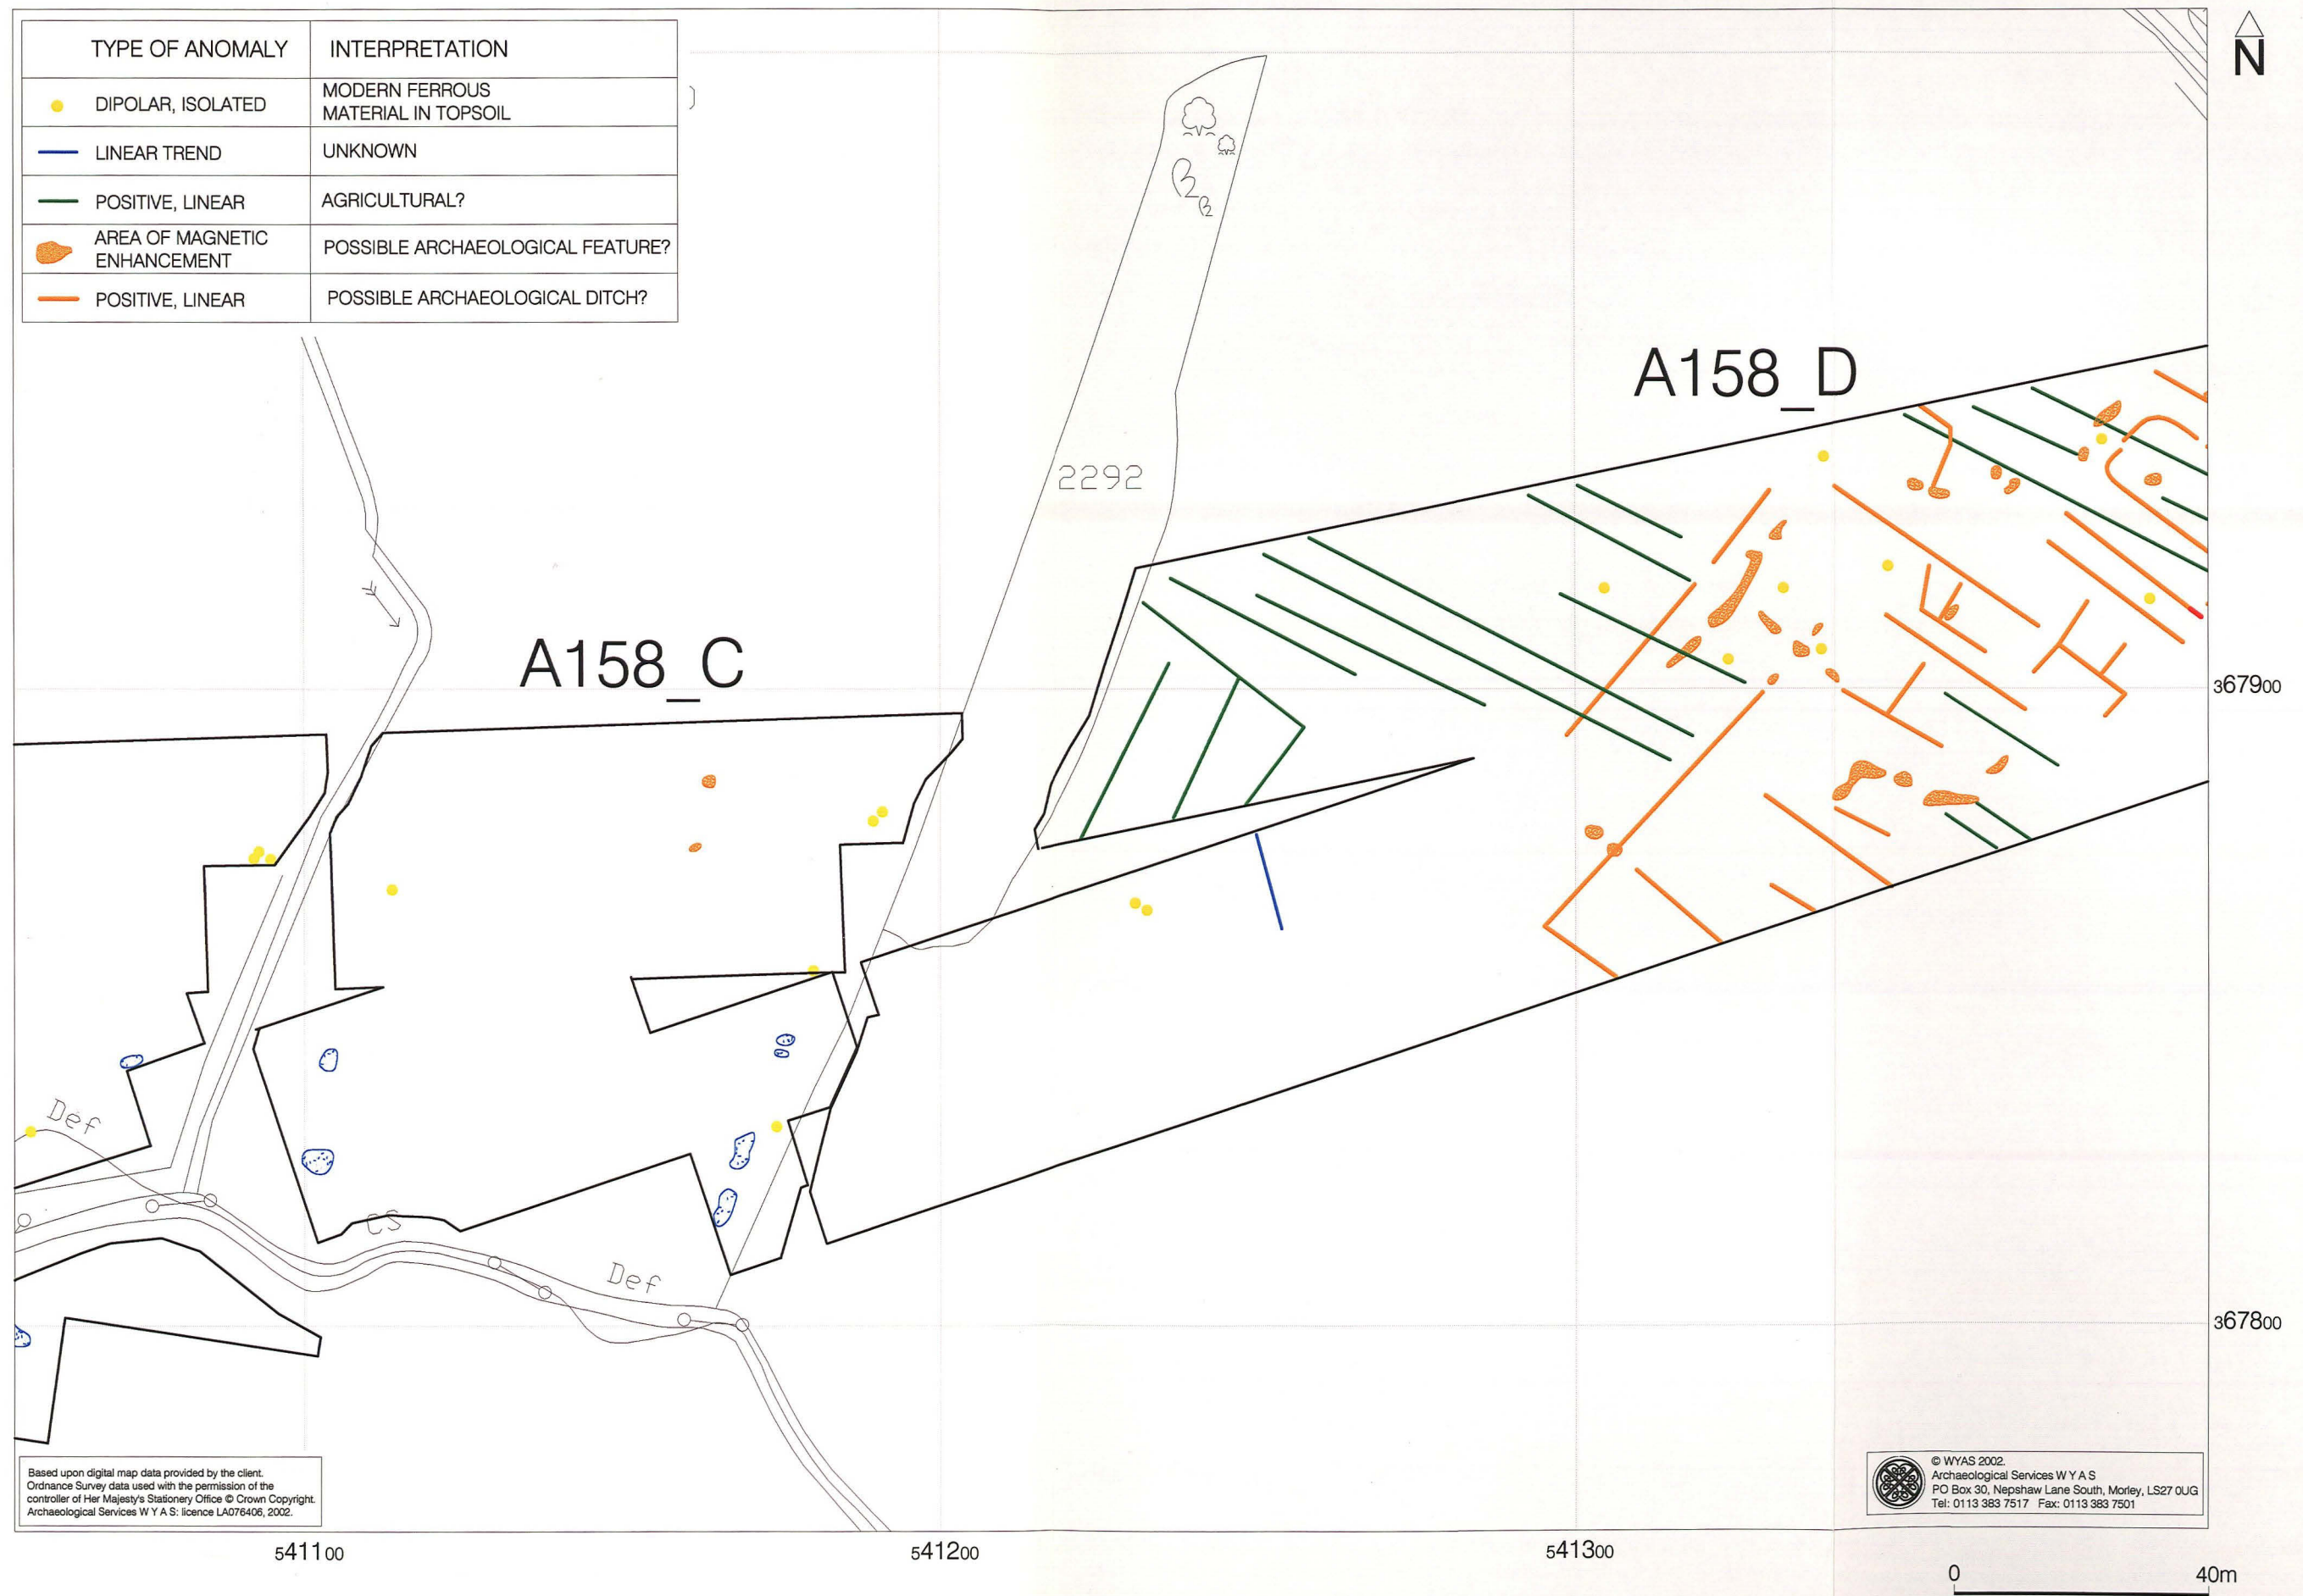 TYPE OF ANOMALY INTERPRETATION
DIPOLAR, ISOLATED MODERN FERROUS
MATERIAL IN TOPSOIL
LINEAR TREND UNKNOWN
POSITIVE, LINEAR AGRICULTURAL?
AREA OF MAGNETIC
ENHANCEMENT POSSIBLE ARCHAEOLOGICAL FEATURE?
POSITIVE, LINEAR POSSIBLE ARCHAEOLOGICAL DITCH?
N
A158_D
2292
A158_C
367900
Def
CS
Def
367800
Based upon digital map data provided by the client.
Ordnance Survey data used with the permission of the
controller of Her Majesty's Stationery Office © Crown Copyright.
Archaeological Services W Y A S: licence LA076406, 2002.
© WYAS 2002.
Archaeological Services W Y A S
PO Box 30, Nepshaw Lane South, Morley, LS27 0UG
Tel: 0113 383 7517 Fax: 0113 383 7501
541100
541200
541300
0
40m